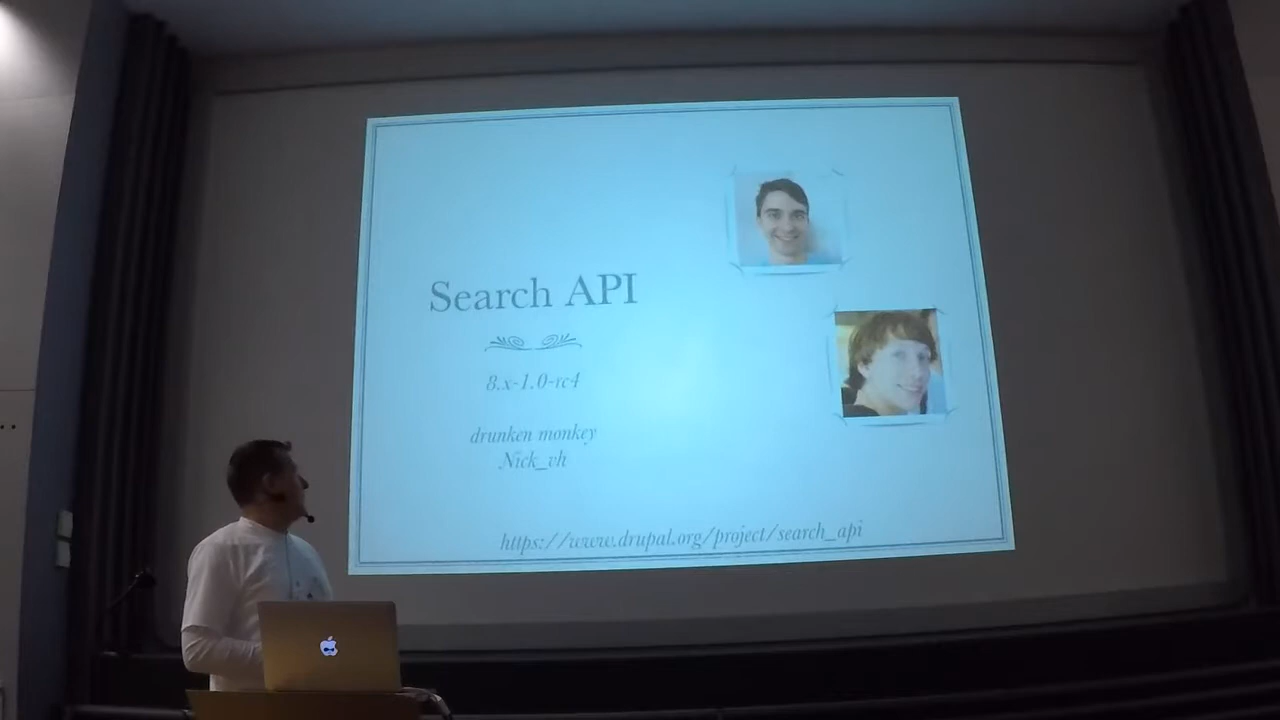 Search API
8.x-1.0-rc4
drunken monkey
Nick_vh
https://www.drupal.org/project/search_api